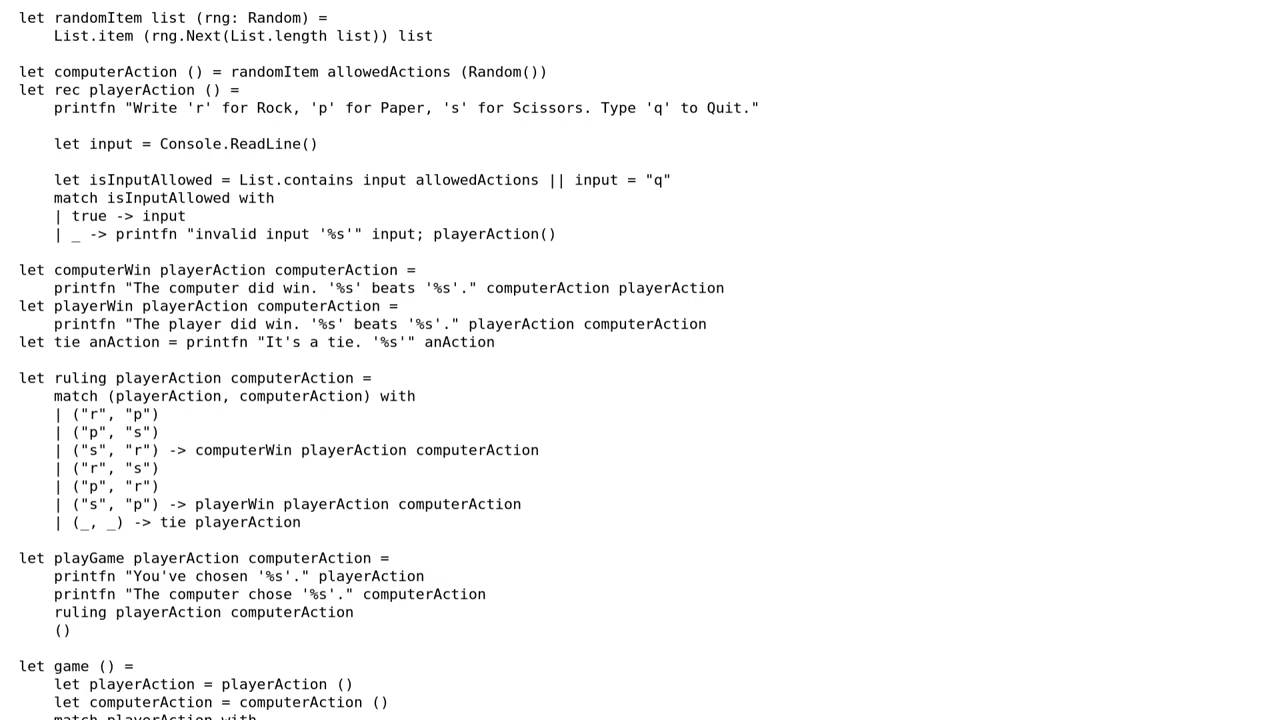 let randomItem list (rng: Random) =
    List.item (rng.Next(List.length list)) list

let computerAction () = randomItem allowedActions (Random())
let rec playerAction () =
    printfn "Write 'r' for Rock, 'p' for Paper, 's' for Scissors. Type 'q' to Quit."

    let input = Console.ReadLine()

    let isInputAllowed = List.contains input allowedActions || input = "q"
    match isInputAllowed with
    | true -> input
    | _ -> printfn "invalid input '%s'" input; playerAction()

let computerWin playerAction computerAction =
    printfn "The computer did win. '%s' beats '%s'." computerAction playerAction
let playerWin playerAction computerAction =
    printfn "The player did win. '%s' beats '%s'." playerAction computerAction
let tie anAction = printfn "It's a tie. '%s'" anAction

let ruling playerAction computerAction =
    match (playerAction, computerAction) with
    | ("r", "p")
    | ("p", "s")
    | ("s", "r") -> computerWin playerAction computerAction
    | ("r", "s")
    | ("p", "r")
    | ("s", "p") -> playerWin playerAction computerAction
    | (_, _) -> tie playerAction

let playGame playerAction computerAction =
    printfn "You've chosen '%s'." playerAction
    printfn "The computer chose '%s'." computerAction
    ruling playerAction computerAction
    ()

let game () =
    let playerAction = playerAction ()
    let computerAction = computerAction ()
    match playerAction with